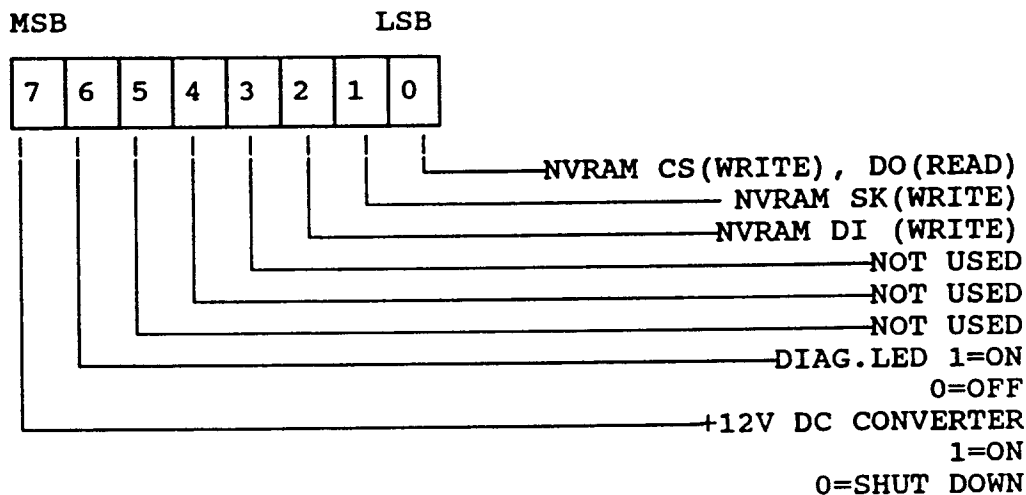 MSB LSB
7 6 5 4 3 2 1 0
NVRAM CS(WRITE), DO(READ)
NVRAM SK(WRITE)
NVRAM DI (WRITE)
NOT USED
NOT USED
NOT USED
DIAG.LED 1=ON
0=OFF
+12V DC CONVERTER
1=ON
0=SHUT DOWN